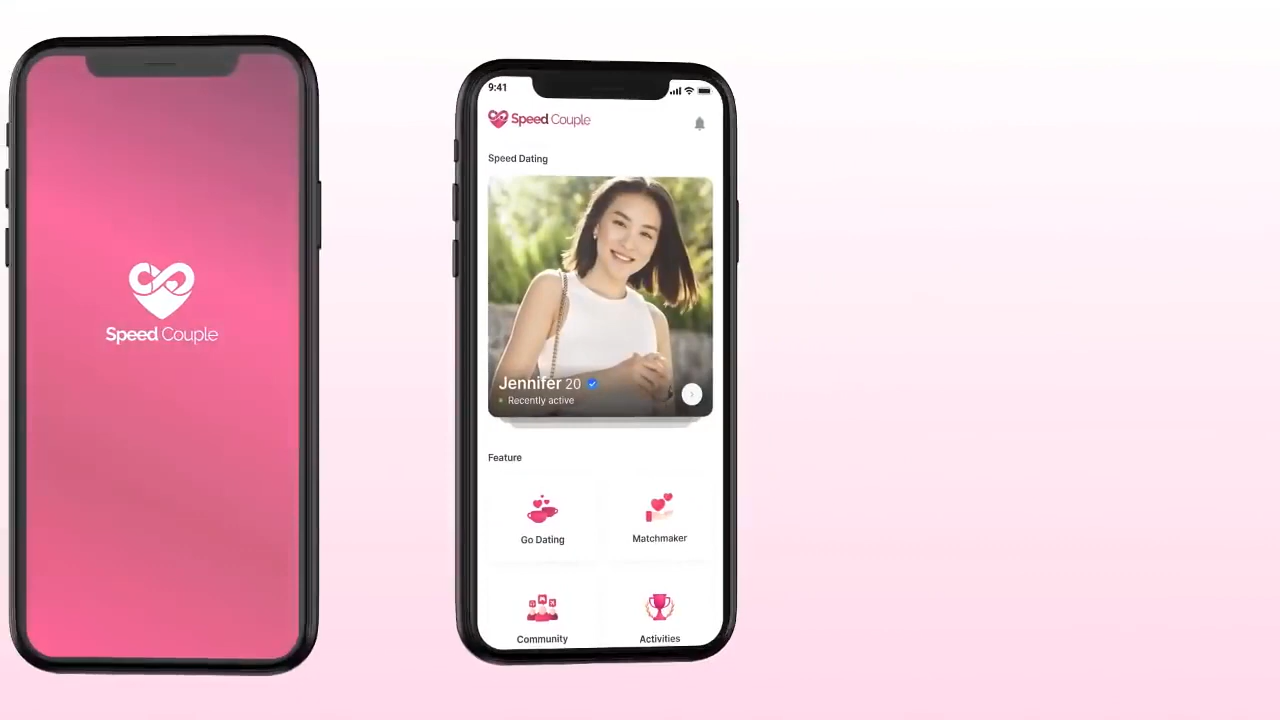 Speed Couple
9:41
Speed Couple
Speed Dating
Jennifer 20
Recently active
Feature
Go Dating
Matchmaker
Community
Activities